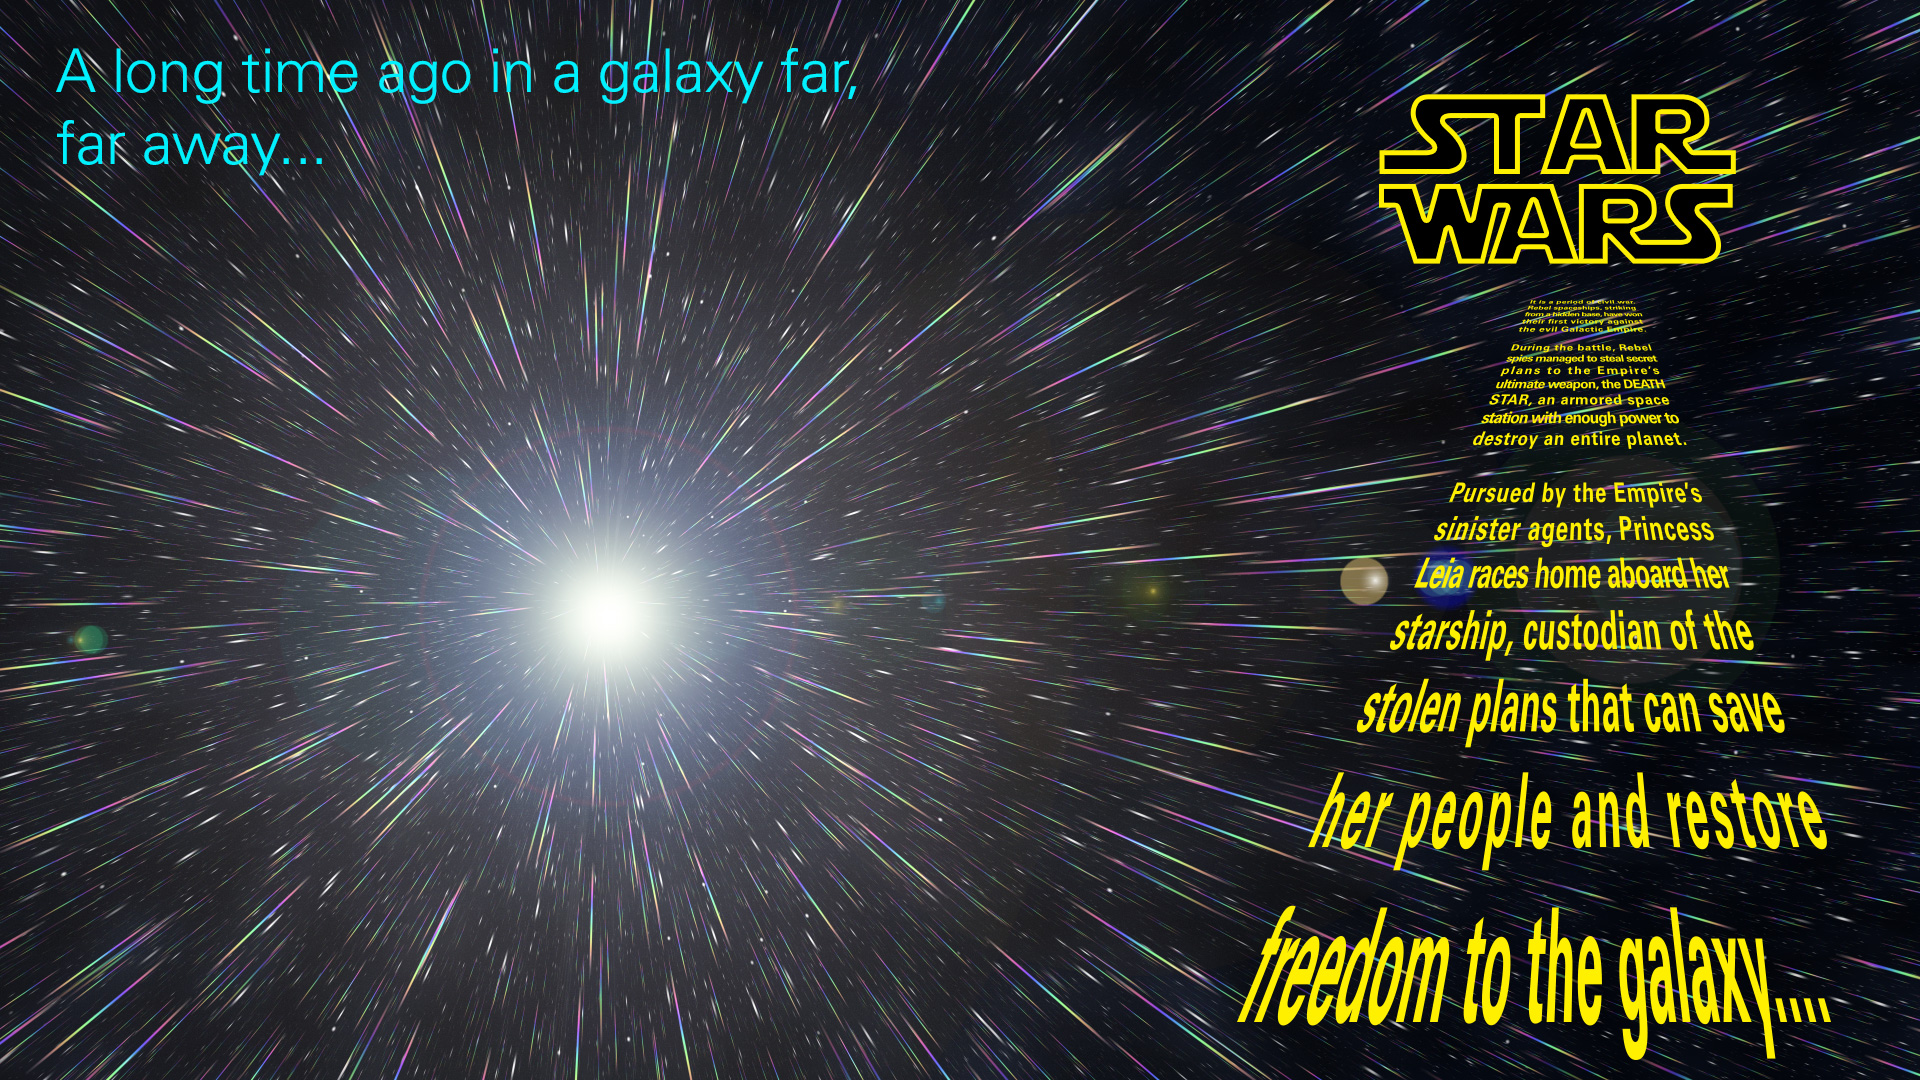 A long time ago in a galaxy far,
far away...
STAR
WARS
It is a period of civil war.
Rebel spaceships, striking
from a hidden base, have won
their first victory against
the evil Galactic Empire.
During the battle, Rebel
spies managed to steal secret
plans to the Empire's
ultimate weapon, the DEATH
STAR, an armored space
station with enough power to
destroy an entire planet.
Pursued by the Empire's
sinister agents, Princess
Leia races home aboard her
starship, custodian of the
stolen plans that can save
her people and restore
freedom to the galaxy....